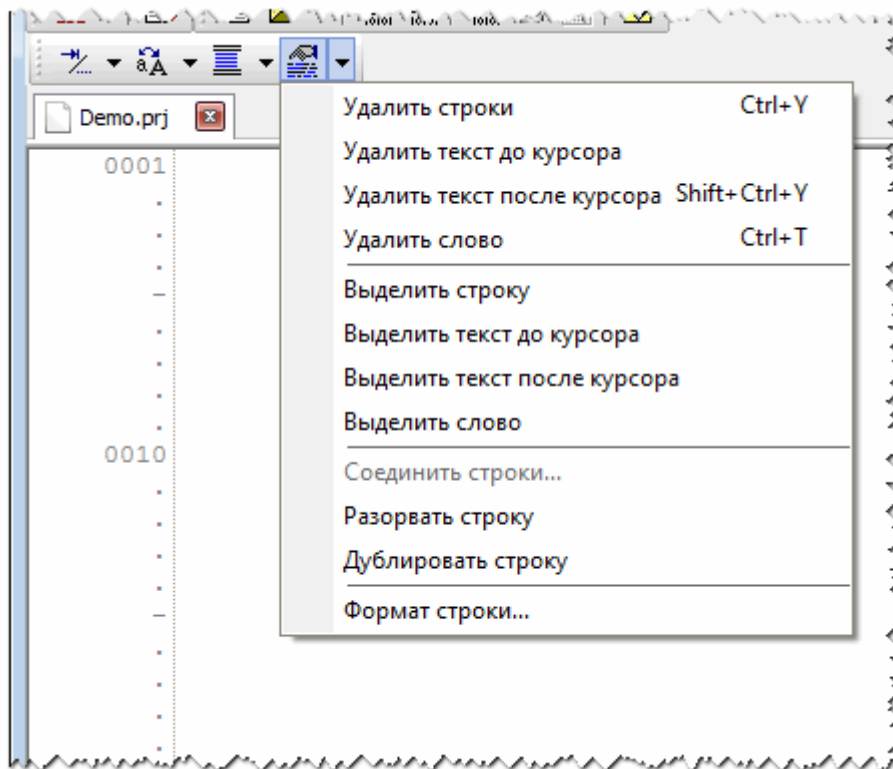 Demo.prj
Удалить строки Ctrl+Y
Удалить текст до курсора
Удалить текст после курсора Shift+Ctrl+Y
Удалить слово Ctrl+T
Выделить строку
Выделить текст до курсора
Выделить текст после курсора
Выделить слово
Соединить строки...
Разорвать строку
Дублировать строку
Формат строки...
0001
0010